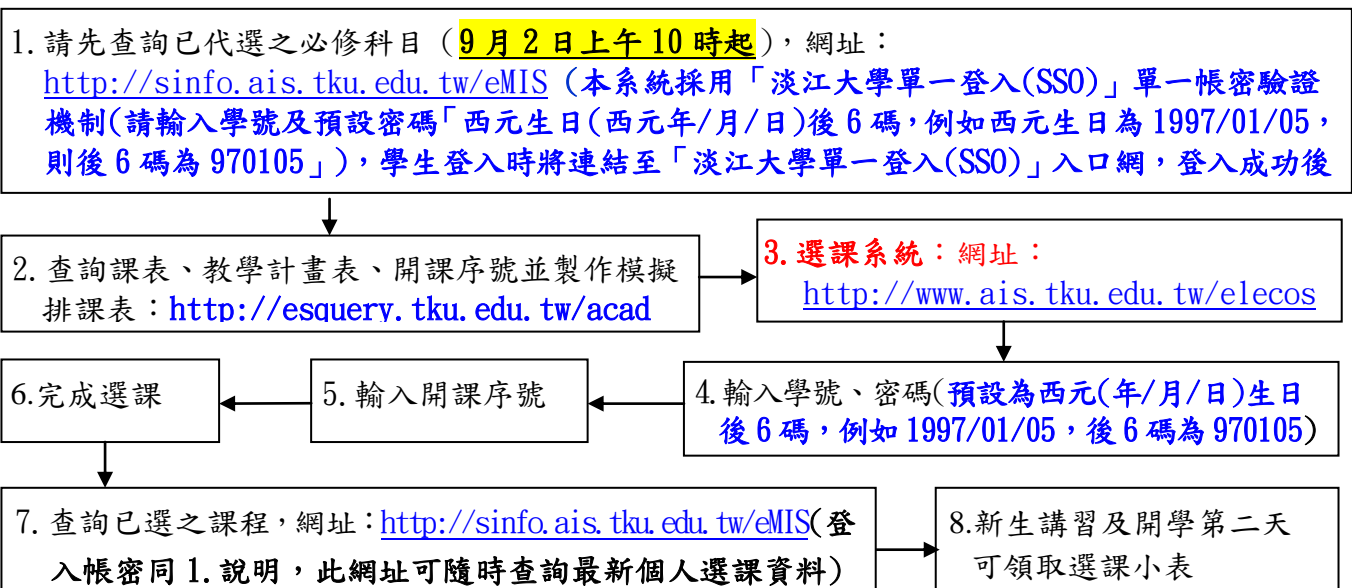 1.請先查詢已代選之必修科目（9月2日上午10時起），網址：
http://sinfo.ais.tku.edu.tw/eMIS (本系統採用「淡江大學單一登入(SSO)」單一帳密驗證
機制(請輸入學號及預設密碼「西元生日(西元年/月/日)後6碼，例如西元生日為1997/01/05，
則後6碼為970105」)，學生登入時將連結至「淡江大學單一登入(SSO)」入口網，登入成功後
2.查詢課表、教學計畫表、開課序號並製作模擬
排課表：http://esquery.tku.edu.tw/acad
3.選課系統：網址：
http://www.ais.tku.edu.tw/elecos
4.輸入學號、密碼(預設為西元(年/月/日)生日
後6碼，例如1997/01/05，後6碼為970105)
5.輸入開課序號
6.完成選課
7.查詢已選之課程，網址：http://sinfo.ais.tku.edu.tw/eMIS(登
入帳密同1.說明，此網址可隨時查詢最新個人選課資料)
8.新生講習及開學第二天
可領取選課小表